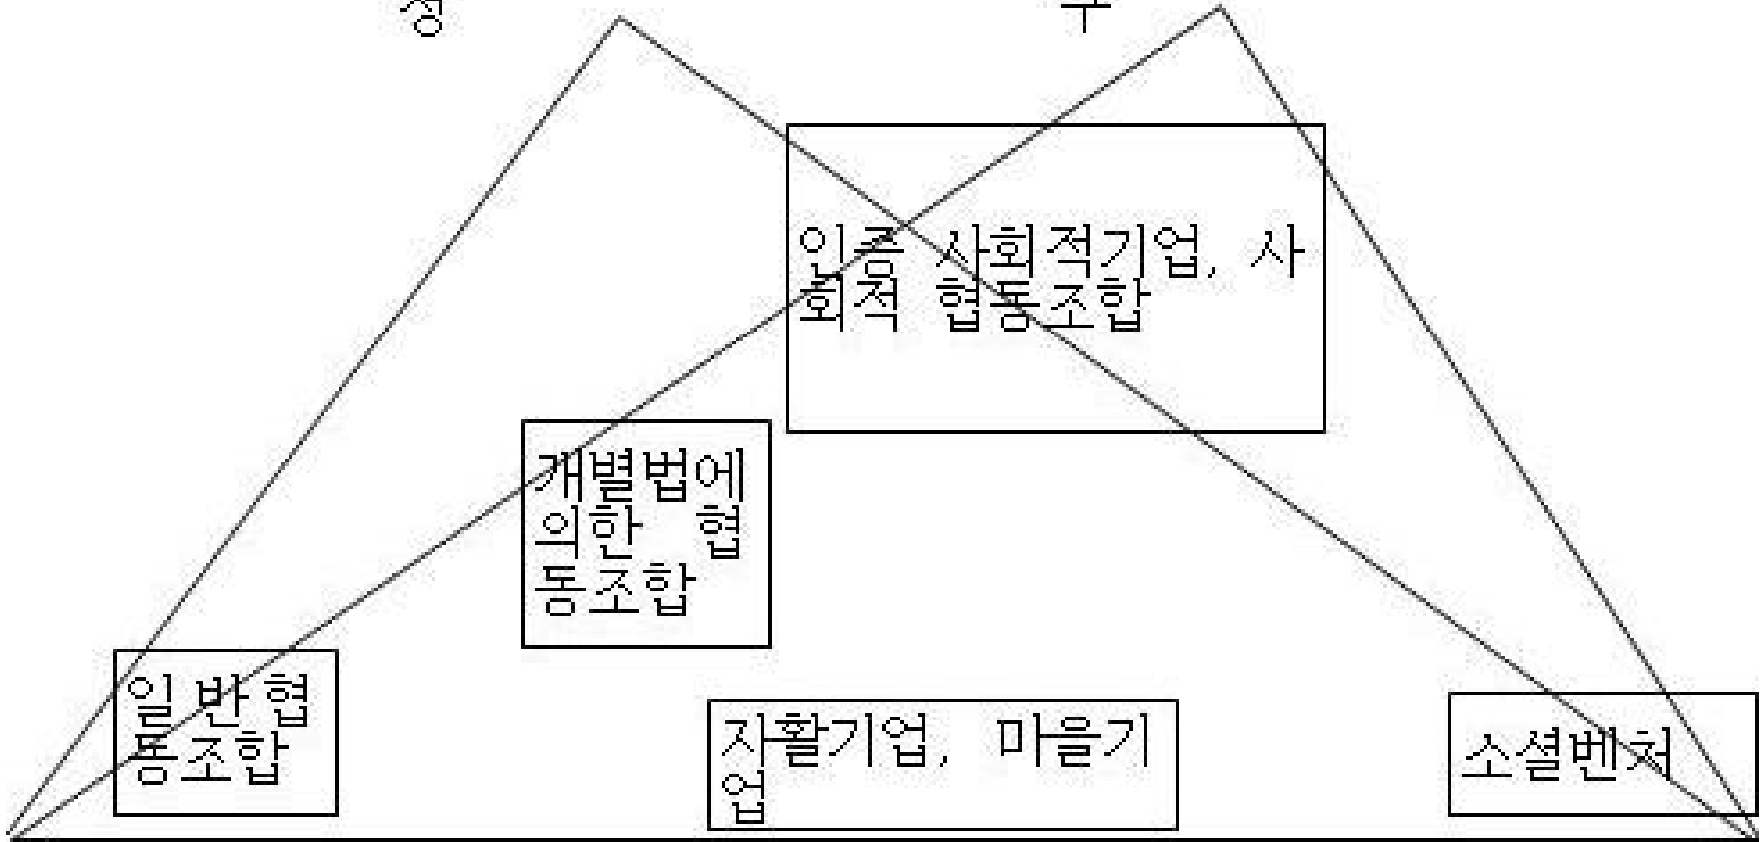 인증 사회적기업, 사
회적 협동조합
개별법에
의한 협
동조합
일반협
동조합
자활기업, 마을기
업
소셜벤처